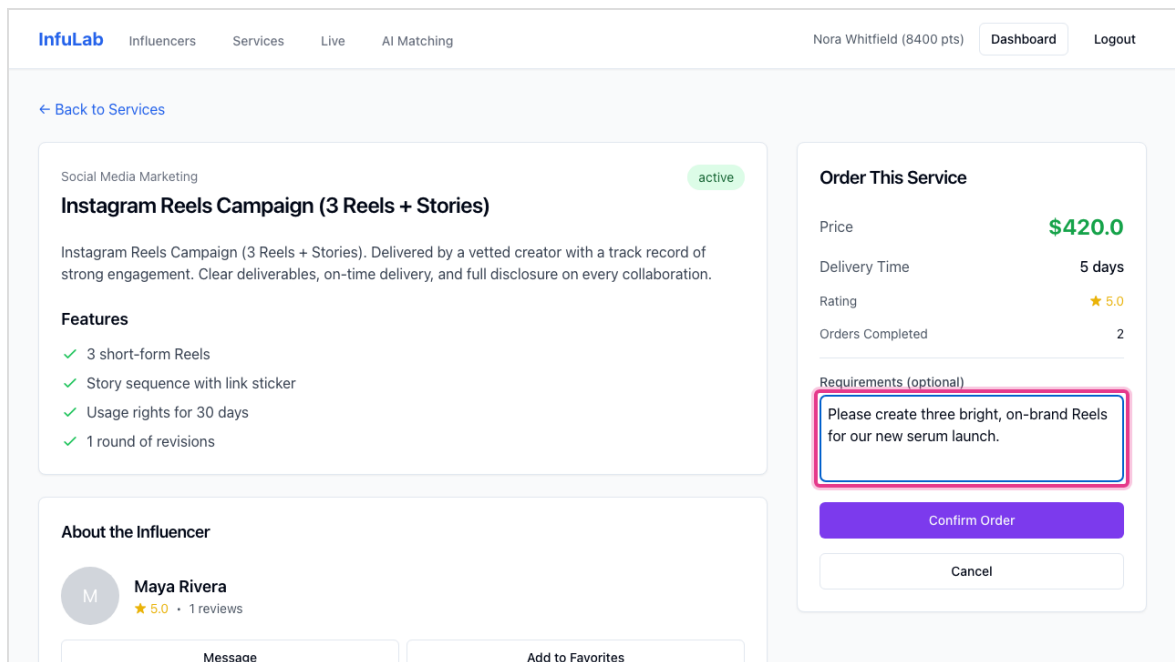 InfuLab
Influencers
Services
Live
AI Matching
Nora Whitfield (8400 pts)
Dashboard
Logout
← Back to Services
Social Media Marketing
active
Instagram Reels Campaign (3 Reels + Stories)
Instagram Reels Campaign (3 Reels + Stories). Delivered by a vetted creator with a track record of
strong engagement. Clear deliverables, on-time delivery, and full disclosure on every collaboration.
Features
3 short-form Reels
Story sequence with link sticker
Usage rights for 30 days
1 round of revisions
About the Influencer
M
Maya Rivera
★ 5.0 • 1 reviews
Message
Add to Favorites
Order This Service
Price
$420.0
Delivery Time
5 days
Rating
★ 5.0
Orders Completed
2
Requirements (optional)
Please create three bright, on-brand Reels
for our new serum launch.
Confirm Order
Cancel